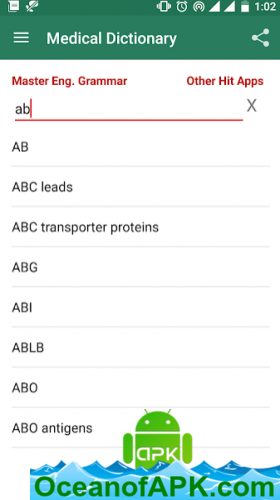 1:02
Medical Dictionary
Master Eng. Grammar Other Hit Apps
ab X
AB
ABC leads
ABC transporter proteins
ABG
ABI
ABLB
ABO
ABO antigens
APK
OceanofAPK.com